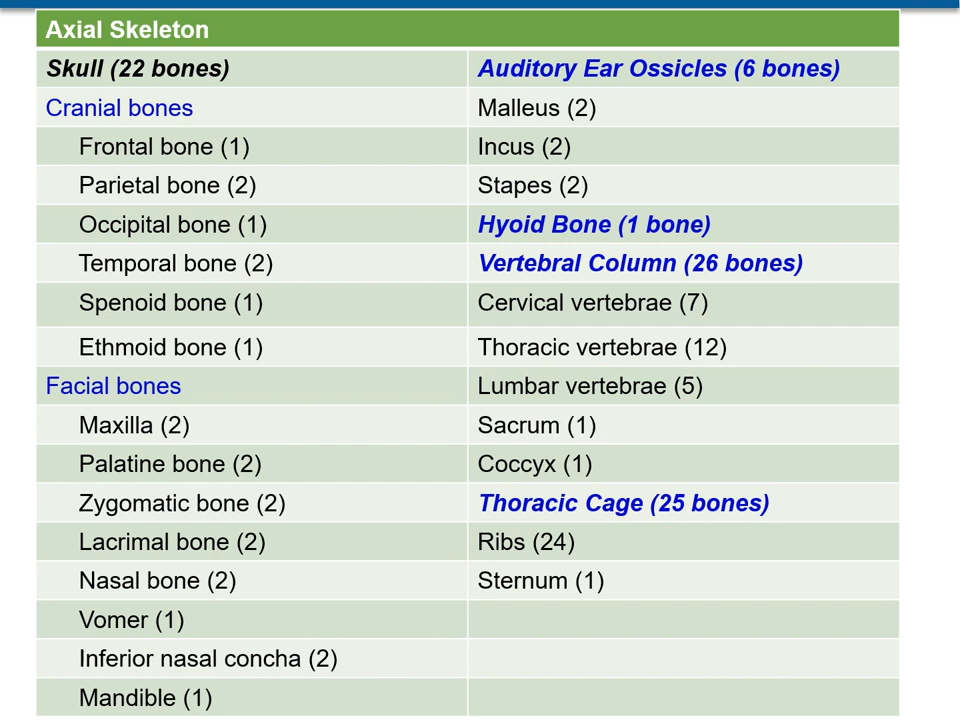 Axial Skeleton
Skull (22 bones)
Auditory Ear Ossicles (6 bones)
Cranial bones
Malleus (2)
Frontal bone (1)
Incus (2)
Parietal bone (2)
Stapes (2)
Occipital bone (1)
Hyoid Bone (1 bone)
Temporal bone (2)
Vertebral Column (26 bones)
Spenoid bone (1)
Cervical vertebrae (7)
Ethmoid bone (1)
Thoracic vertebrae (12)
Facial bones
Lumbar vertebrae (5)
Maxilla (2)
Sacrum (1)
Palatine bone (2)
Coccyx (1)
Zygomatic bone (2)
Thoracic Cage (25 bones)
Lacrimal bone (2)
Ribs (24)
Nasal bone (2)
Sternum (1)
Vomer (1)
Inferior nasal concha (2)
Mandible (1)